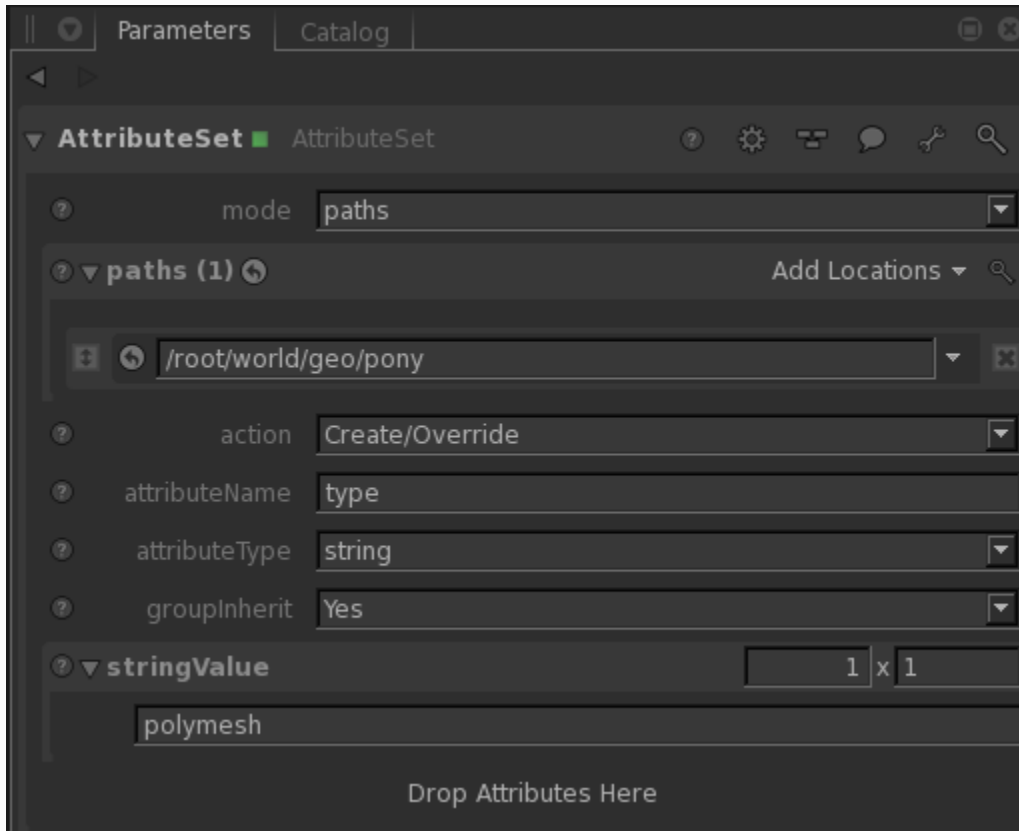 Parameters Catalog
AttributeSet AttributeSet
mode paths
paths (1) Add Locations
/root/world/geo/pony
action Create/Override
attributeName type
attributeType string
groupInherit Yes
stringValue 1 x 1
polymesh
Drop Attributes Here